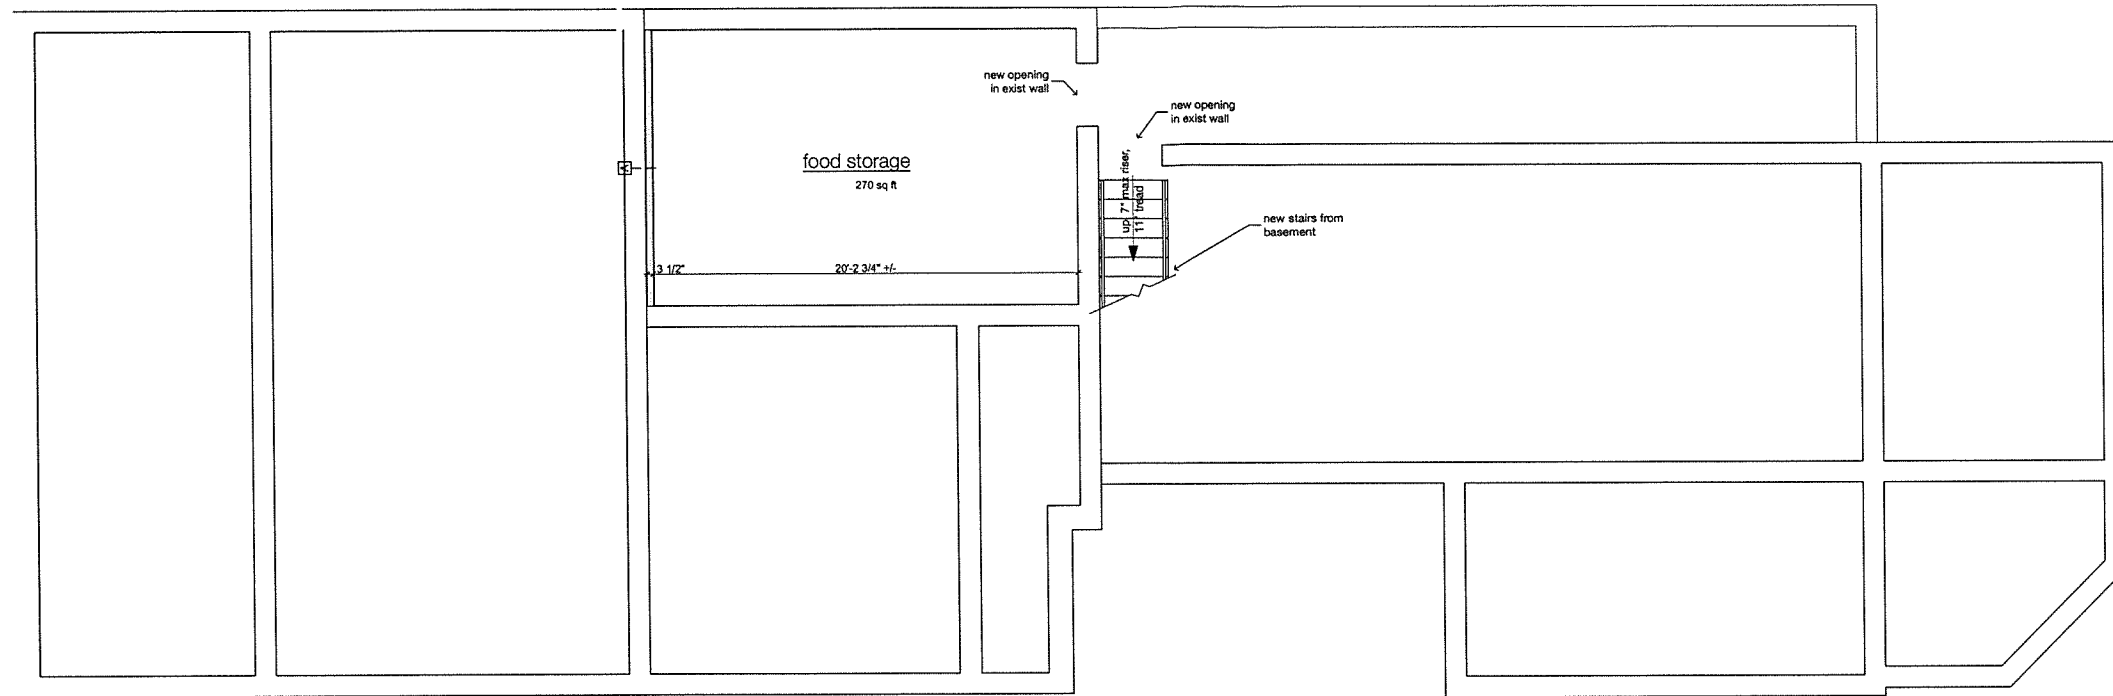 new opening
in exist wall
new opening
in exist wall
food storage
270 sq ft
up, 7" max riser,
11" tread
new stairs from
basement
3 1/2"
20'-2 3/4" +/-